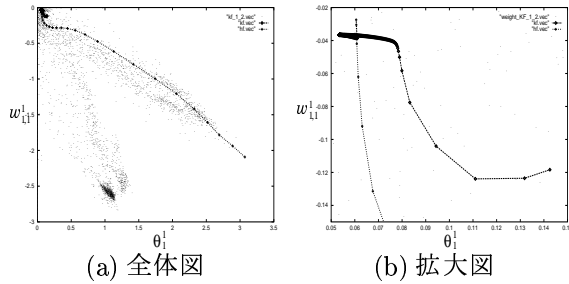 "kf_1_2.vec"
"kf.vec"
"hf.vec"
0
-0.5
-1
-1.5
-2
-2.5
-3
0 0.5 1 1.5 2 2.5 3 3.5
w¹₁,₁
θ¹₁
(a) 全体図
"weight_KF_1_2.vec"
"kf.vec"
"hf.vec"
-0.02
-0.04
-0.06
-0.08
-0.1
-0.12
-0.14
0.05 0.06 0.07 0.08 0.09 0.1 0.11 0.12 0.13 0.14 0.15
w¹₁,₁
θ¹₁
(b) 拡大図